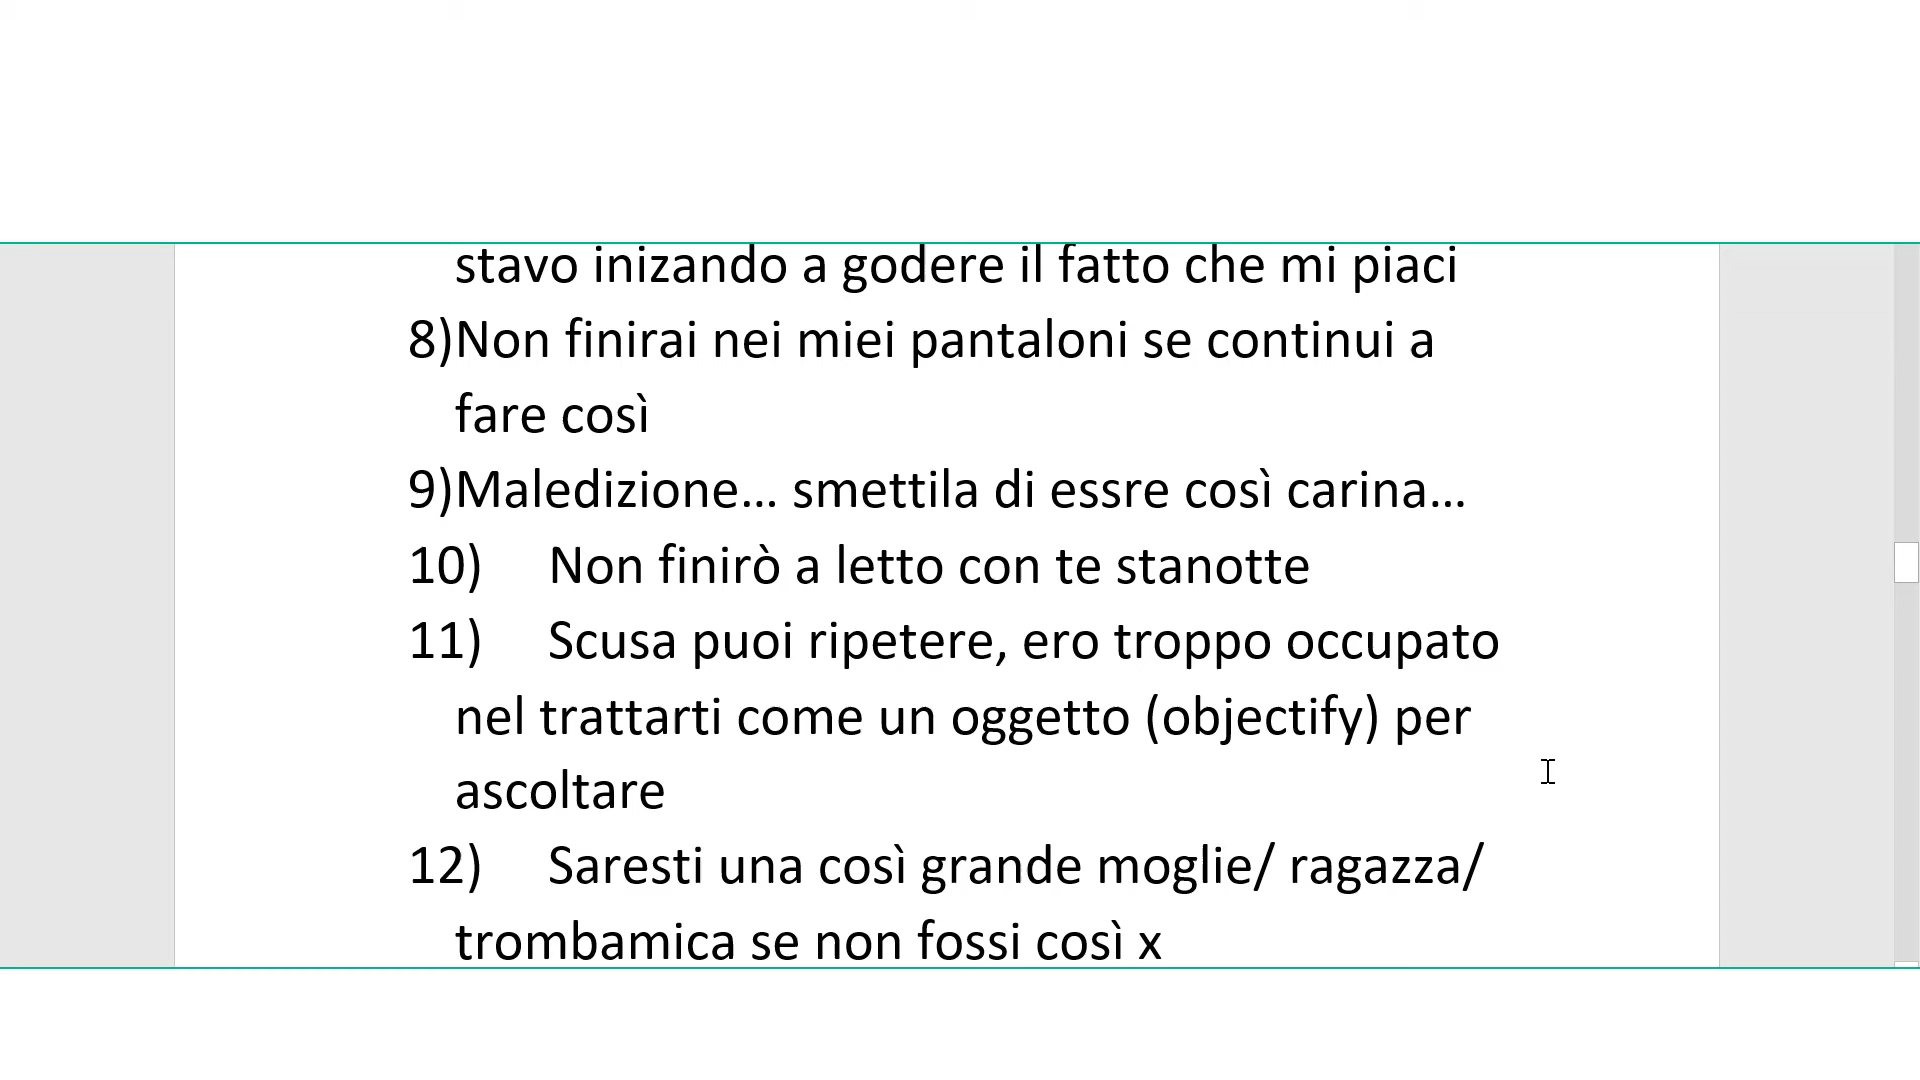 stavo inizando a godere il fatto che mi piaci
8)Non finirai nei miei pantaloni se continui a
fare così
9)Maledizione... smettila di essre così carina...
10) Non finirò a letto con te stanotte
11) Scusa puoi ripetere, ero troppo occupato
nel trattarti come un oggetto (objectify) per
ascoltare
12) Saresti una così grande moglie/ ragazza/
trombamica se non fossi così x